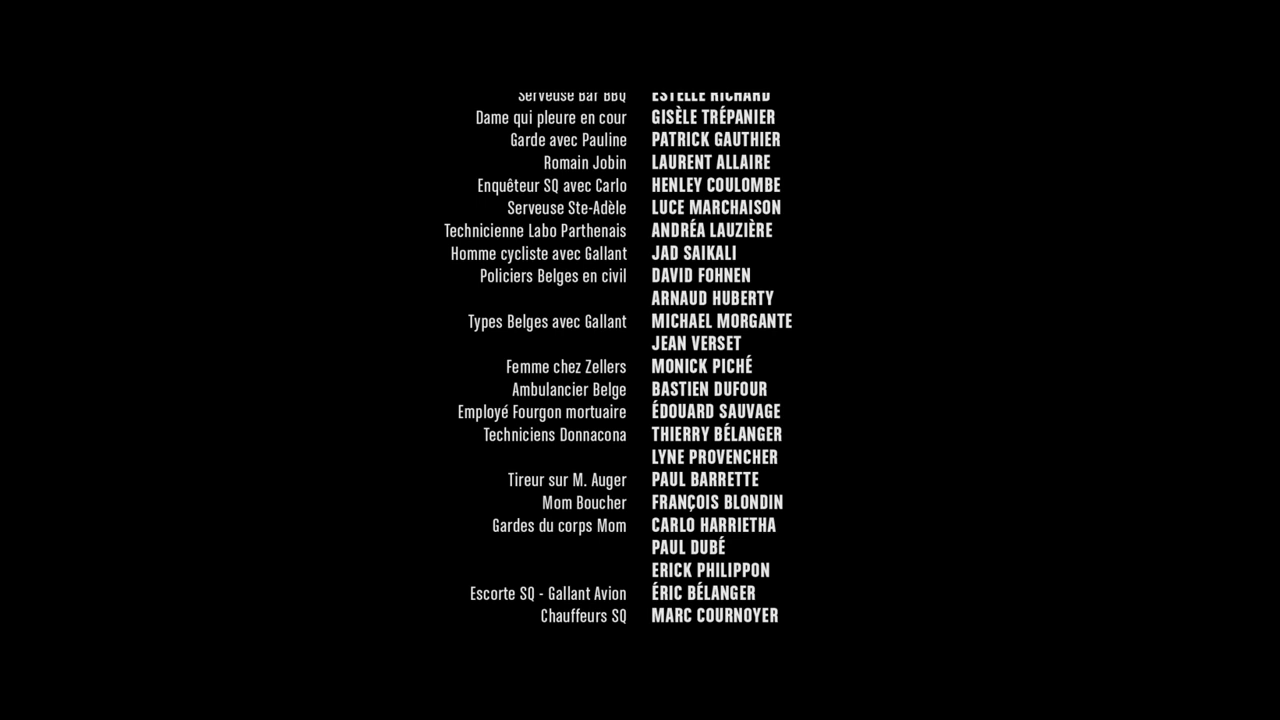 Serveuse Bar BBQ ESTELLE RICHARD
Dame qui pleure en cour GISÈLE TRÉPANIER
Garde avec Pauline PATRICK GAUTHIER
Romain Jobin LAURENT ALLAIRE
Enquêteur SQ avec Carlo HENLEY COULOMBE
Serveuse Ste-Adèle LUCE MARCHAISON
Technicienne Labo Parthenais ANDRÉA LAUZIÈRE
Homme cycliste avec Gallant JAD SAIKALI
Policiers Belges en civil DAVID FOHNEN
ARNAUD HUBERTY
Types Belges avec Gallant MICHAEL MORGANTE
JEAN VERSET
Femme chez Zellers MONICK PICHÉ
Ambulancier Belge BASTIEN DUFOUR
Employé Fourgon mortuaire ÉDOUARD SAUVAGE
Techniciens Donnacona THIERRY BÉLANGER
LYNE PROVENCHER
Tireur sur M. Auger PAUL BARRETTE
Mom Boucher FRANÇOIS BLONDIN
Gardes du corps Mom CARLO HARRIETHA
PAUL DUBÉ
ERICK PHILIPPON
Escorte SQ - Gallant Avion ÉRIC BÉLANGER
Chauffeurs SQ MARC COURNOYER